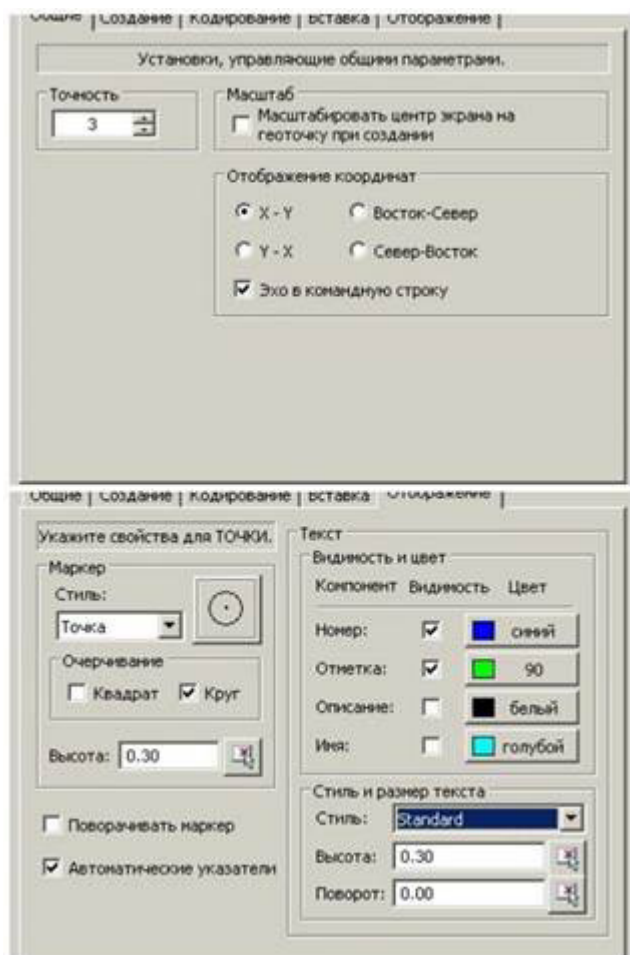 Общие | Создание | Кодирование | Вставка | Отображение |
Установки, управляющие общими параметрами.
Точность
3
Масштаб
Масштабировать центр экрана на
геоточку при создании
Отображение координат
X - Y Восток-Север
Y - X Север-Восток
Эхо в командную строку
Общие | Создание | Кодирование | Вставка | Отображение |
Укажите свойства для ТОЧКИ.
Маркер
Стиль:
Точка
Очерчивание
Квадрат Круг
Высота: 0.30
Поворачивать маркер
Автоматические указатели
Текст
Видимость и цвет
Компонент Видимость Цвет
Номер: синий
Отметка: 90
Описание: белый
Имя: голубой
Стиль и размер текста
Стиль: Standard
Высота: 0.30
Поворот: 0.00